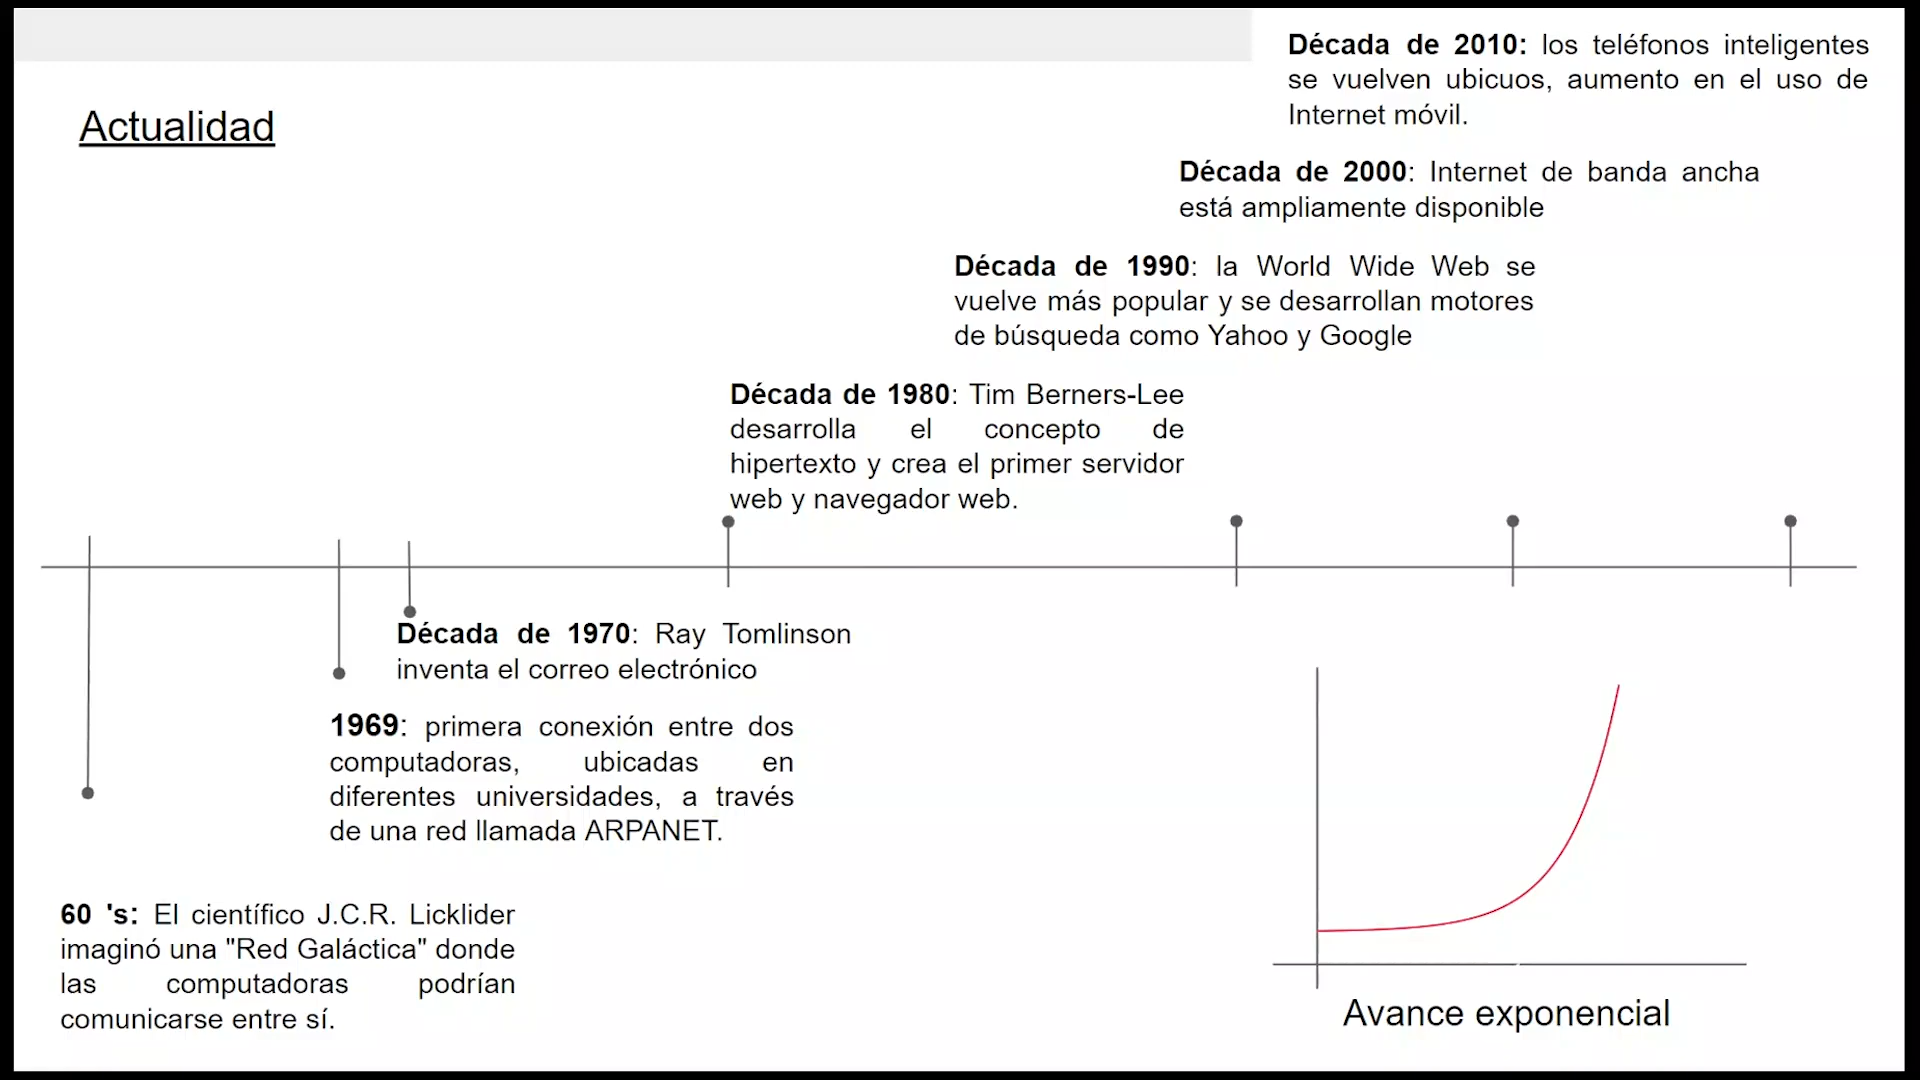 Actualidad
Década de 2010: los teléfonos inteligentes
se vuelven ubicuos, aumento en el uso de
Internet móvil.
Década de 2000: Internet de banda ancha
está ampliamente disponible
Década de 1990: la World Wide Web se
vuelve más popular y se desarrollan motores
de búsqueda como Yahoo y Google
Década de 1980: Tim Berners-Lee
desarrolla el concepto de
hipertexto y crea el primer servidor
web y navegador web.
Década de 1970: Ray Tomlinson
inventa el correo electrónico
1969: primera conexión entre dos
computadoras, ubicadas en
diferentes universidades, a través
de una red llamada ARPANET.
60 's: El científico J.C.R. Licklider
imaginó una "Red Galáctica" donde
las computadoras podrían
comunicarse entre sí.
Avance exponencial